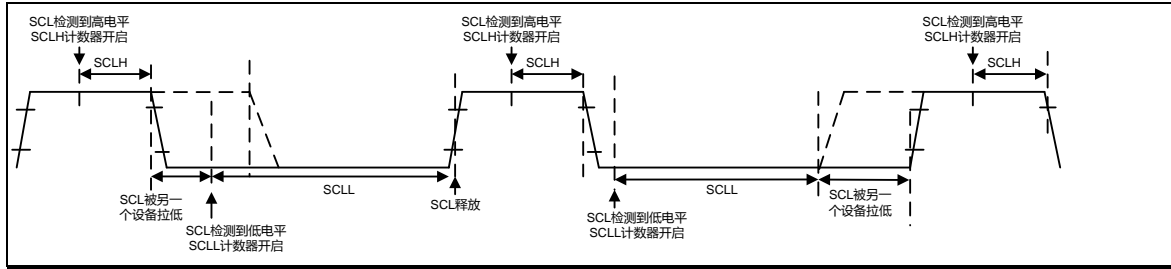 SCL检测到高电平
SCLH计数器开启
SCLH
SCL检测到高电平
SCLH计数器开启
SCLH
SCL检测到高电平
SCLH计数器开启
SCLH
SCL被另一
个设备拉低
SCLL
SCL释放
SCLL
SCL被另一
个设备拉低
SCL检测到低电平
SCLL计数器开启
SCL检测到低电平
SCLL计数器开启